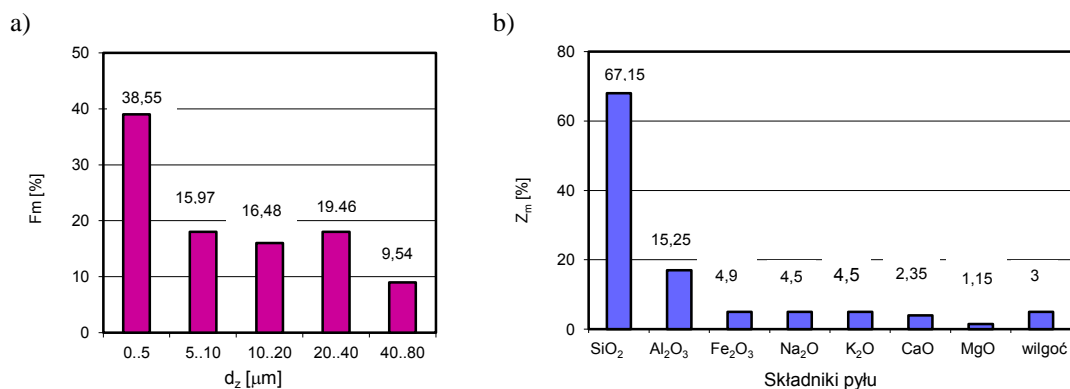 a)
50
40
30
20
10
0
Fm [%]
38,55
15,97
16,48
19.46
9,54
0..5 5..10 10..20 20..40 40..80
dz [µm]
b)
80
60
40
20
0
Zm [%]
67,15
15,25
4,9 4,5 4,5 2,35 1,15 3
SiO2 Al2O3 Fe2O3 Na2O K2O CaO MgO wilgoć
Składniki pyłu